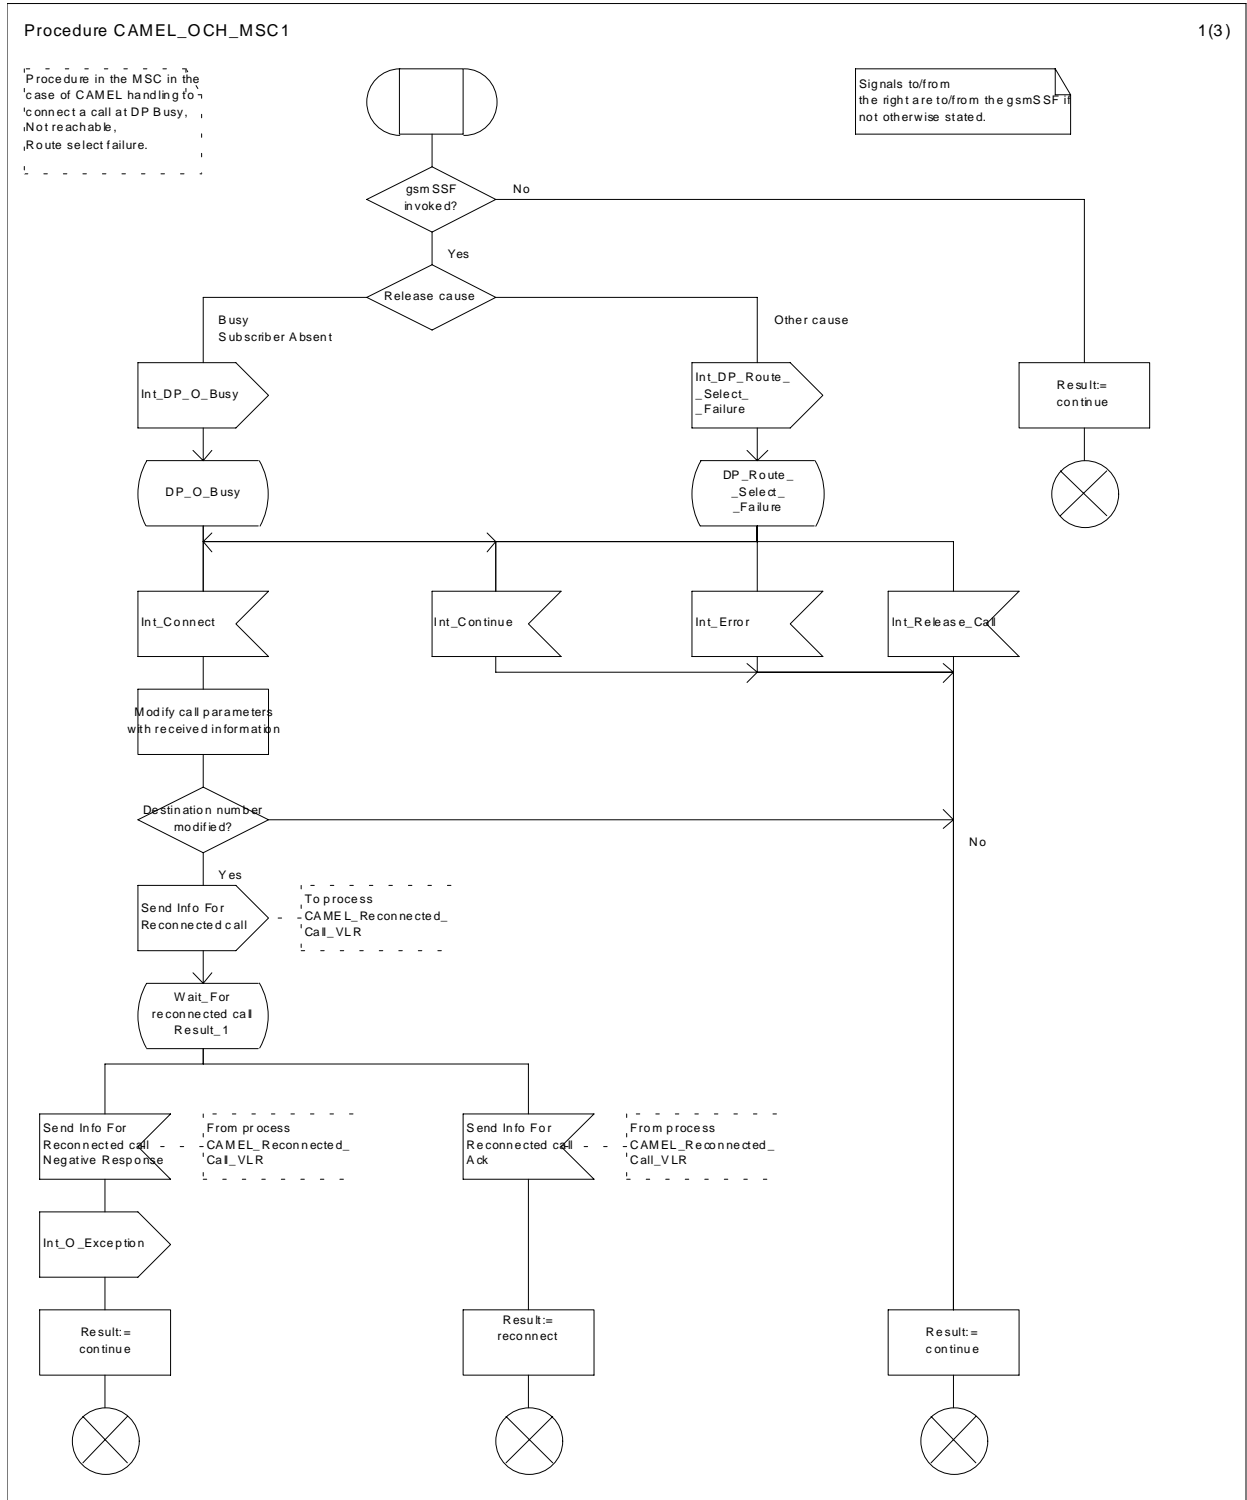 Procedure CAMEL_OCH_MSC1
1(3)
Procedure in the MSC in the
case of CAMEL handling to
connect a call at DP Busy,
Not reachable,
Route select failure.
Signals to/from
the right are to/from the gsmSSF if
not otherwise stated.
gsmSSF
invoked?
No
Yes
Release cause
Busy
Subscriber Absent
Other cause
Int_DP_O_Busy
Int_DP_Route_
_Select_
_Failure
Result:=
continue
DP_O_Busy
DP_Route_
_Select_
_Failure
Int_Connect
Int_Continue
Int_Error
Int_Release_Call
Modify call parameters
with received information
Destination number
modified?
No
Yes
Send Info For
Reconnected call
To process
CAMEL_Reconnected_
Call_VLR
Wait_For
reconnected call
Result_1
Send Info For
Reconnected call
Negative Response
From process
CAMEL_Reconnected_
Call_VLR
Send Info For
Reconnected call
Ack
From process
CAMEL_Reconnected_
Call_VLR
Int_O_Exception
Result:=
continue
Result:=
reconnect
Result:=
continue